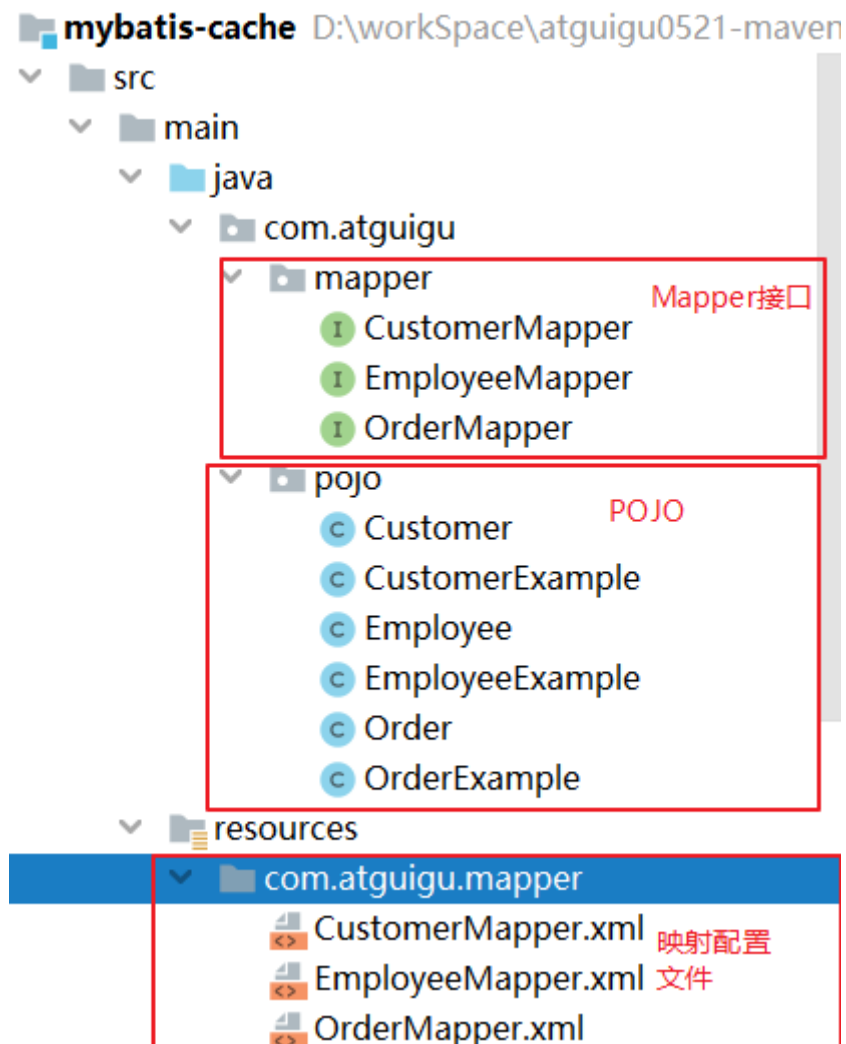 mybatis-cache D:\workSpace\atguigu0521-maven
src
main
java
com.atguigu
mapper
Mapper接口
CustomerMapper
EmployeeMapper
OrderMapper
pojo
POJO
Customer
CustomerExample
Employee
EmployeeExample
Order
OrderExample
resources
com.atguigu.mapper
CustomerMapper.xml
映射配置
EmployeeMapper.xml
文件
OrderMapper.xml